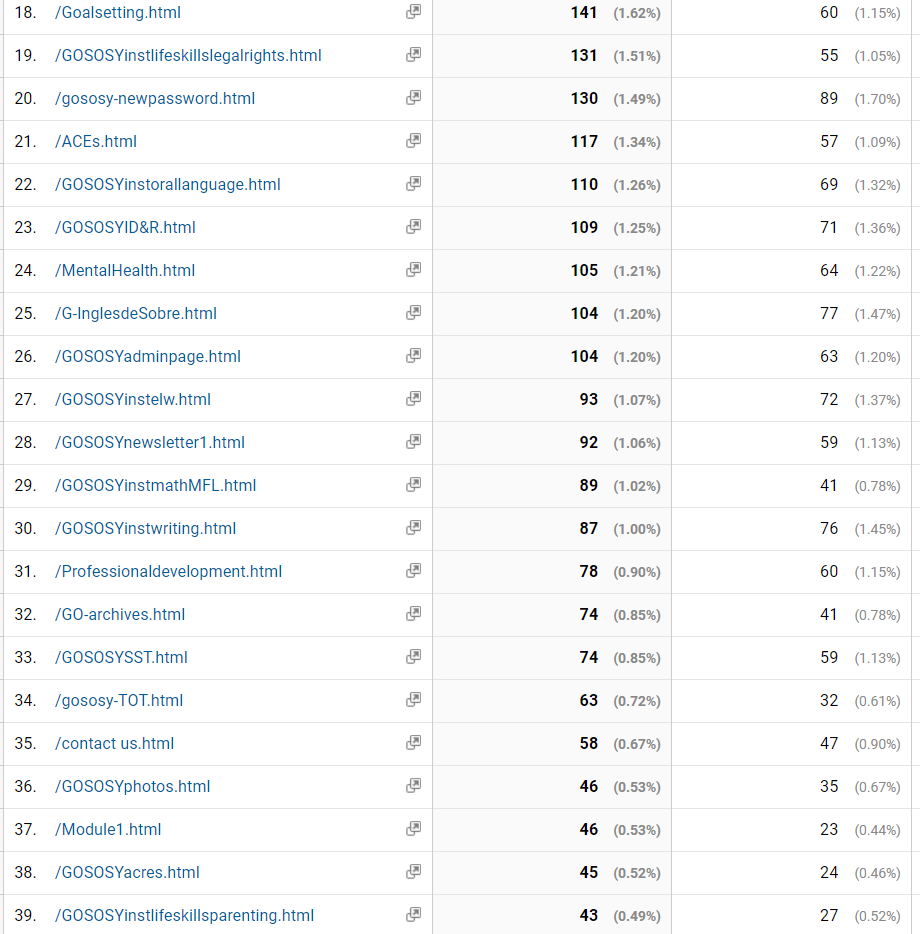 18. /Goalsetting.html 141 (1.62%) 60 (1.15%)
19. /GOSOSYinstlifeskillslegalrights.html 131 (1.51%) 55 (1.05%)
20. /gososy-newpassword.html 130 (1.49%) 89 (1.70%)
21. /ACEs.html 117 (1.34%) 57 (1.09%)
22. /GOSOSYinstorallanguage.html 110 (1.26%) 69 (1.32%)
23. /GOSOSYID&R.html 109 (1.25%) 71 (1.36%)
24. /MentalHealth.html 105 (1.21%) 64 (1.22%)
25. /G-InglesdeSobre.html 104 (1.20%) 77 (1.47%)
26. /GOSOSYadminpage.html 104 (1.20%) 63 (1.20%)
27. /GOSOSYinstelw.html 93 (1.07%) 72 (1.37%)
28. /GOSOSYnewsletter1.html 92 (1.06%) 59 (1.13%)
29. /GOSOSYinstmathMFL.html 89 (1.02%) 41 (0.78%)
30. /GOSOSYinstwriting.html 87 (1.00%) 76 (1.45%)
31. /Professionaldevelopment.html 78 (0.90%) 60 (1.15%)
32. /GO-archives.html 74 (0.85%) 41 (0.78%)
33. /GOSOSYSST.html 74 (0.85%) 59 (1.13%)
34. /gososy-TOT.html 63 (0.72%) 32 (0.61%)
35. /contact us.html 58 (0.67%) 47 (0.90%)
36. /GOSOSYphotos.html 46 (0.53%) 35 (0.67%)
37. /Module1.html 46 (0.53%) 23 (0.44%)
38. /GOSOSYacres.html 45 (0.52%) 24 (0.46%)
39. /GOSOSYinstlifeskillsparenting.html 43 (0.49%) 27 (0.52%)